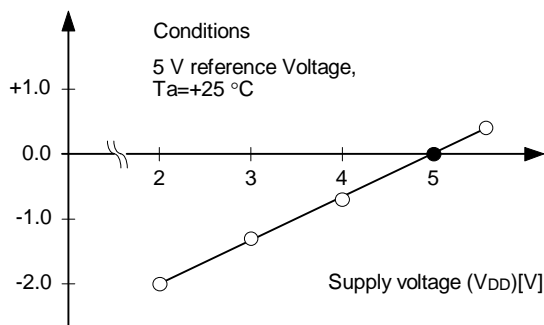 Conditions
5 V reference Voltage,
Ta=+25 °C
+1.0
0.0
2 3 4 5
-1.0
-2.0
Supply voltage (VDD)[V]